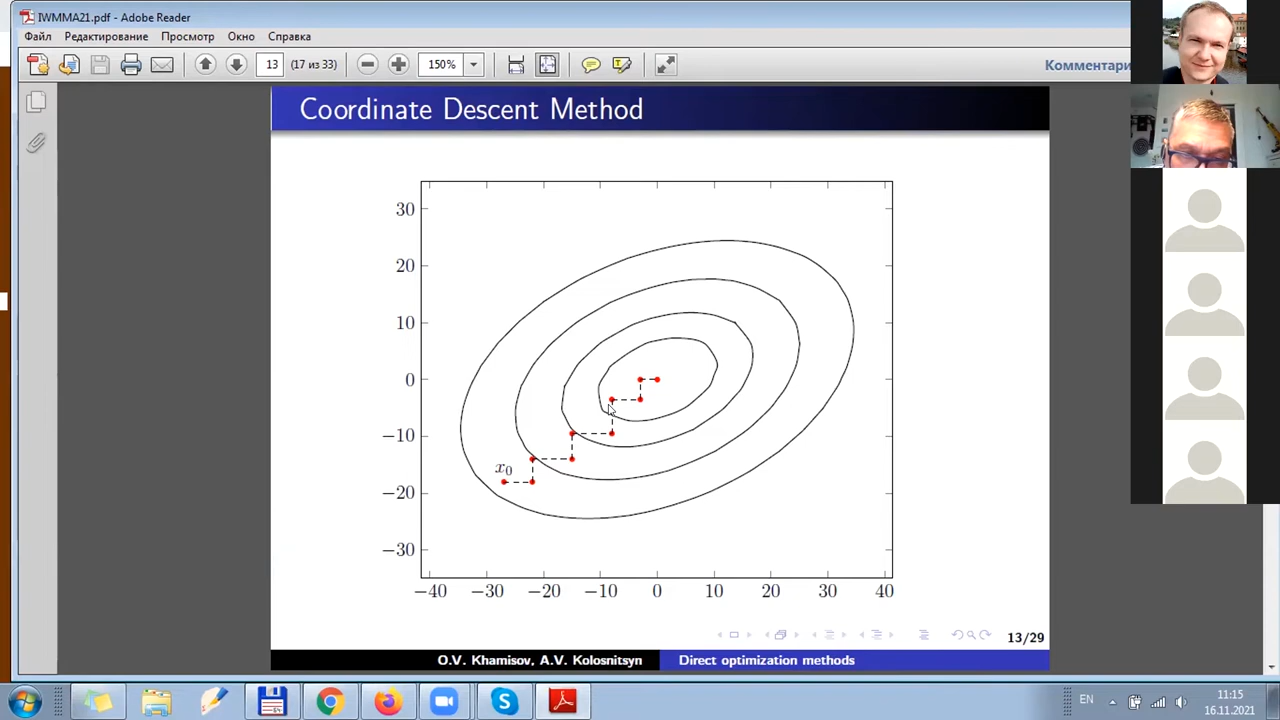 IWMMA21.pdf - Adobe Reader
Файл Редактирование Просмотр Окно Справка
13 (17 из 33) 150% Комментари
Coordinate Descent Method
30
20
10
0
−10
−20
−30
x0
−40 −30 −20 −10 0 10 20 30 40
13/29
O.V. Khamisov, A.V. Kolosnitsyn Direct optimization methods
EN 11:15
16.11.2021